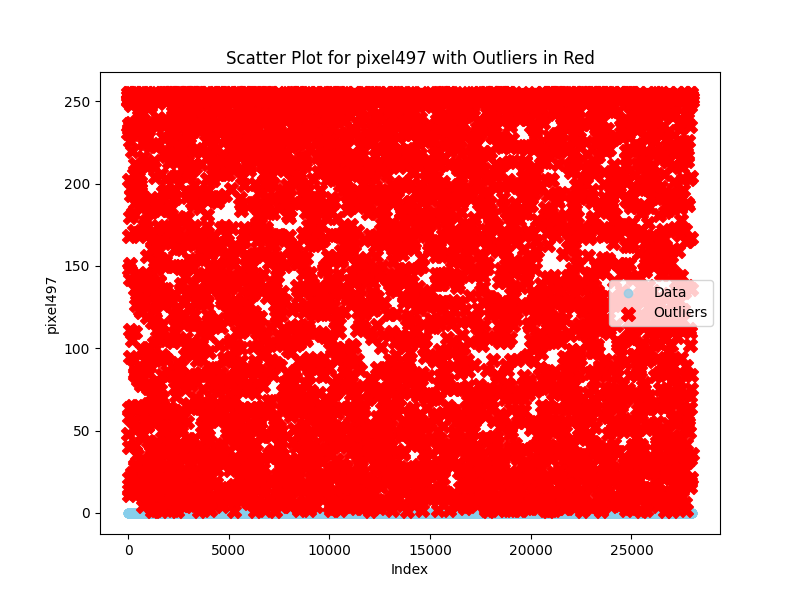 Scatter Plot for pixel497 with Outliers in Red
250
200
150
100
50
0
pixel497
Data
Outliers
0 5000 10000 15000 20000 25000
Index